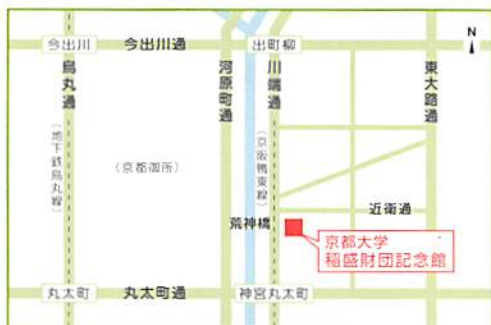 今出川
今出川通
出町柳
N
烏丸通
(地下鉄烏丸線)
(京都御所)
河原町通
川端通
(京阪鴨東線)
東大路通
近衛通
荒神橋
京都大学
稲盛財団記念館
丸太町
丸太町通
神宮丸太町